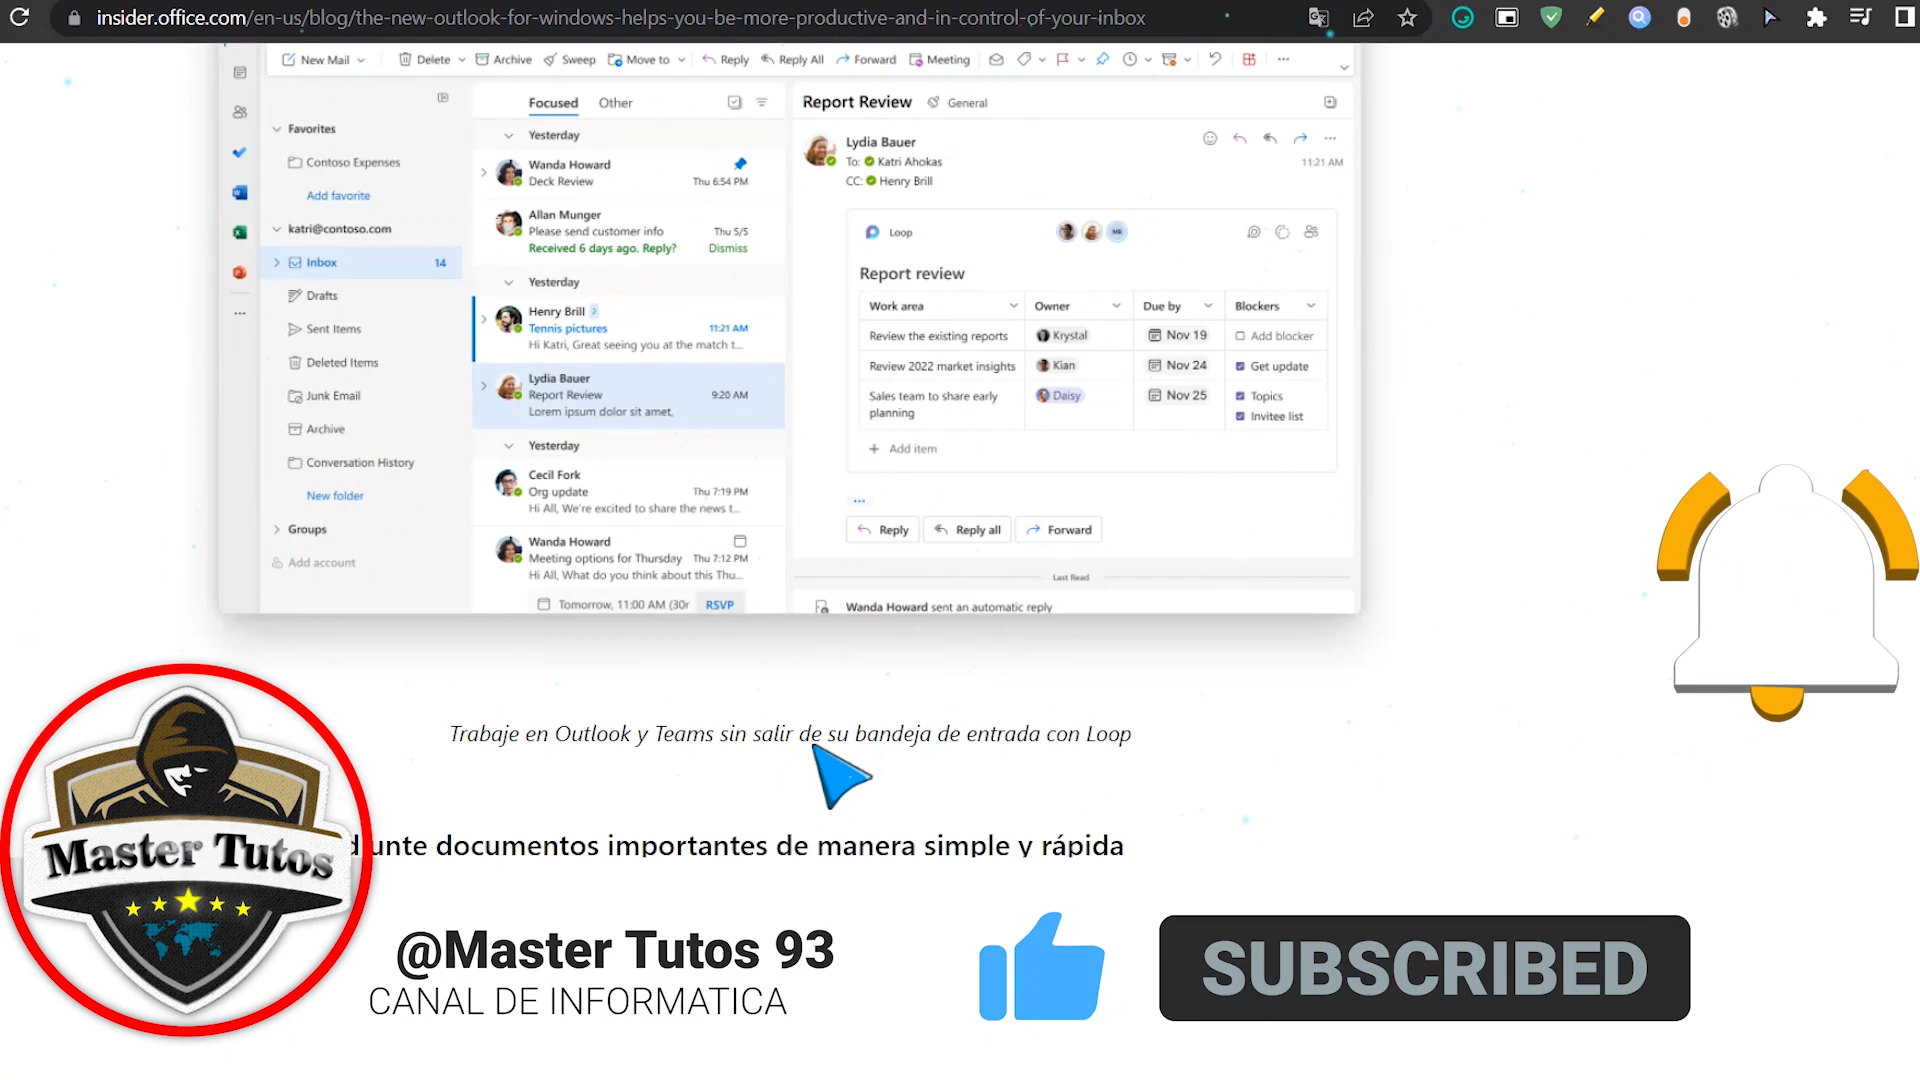 insider.office.com/en-us/blog/the-new-outlook-for-windows-helps-you-be-more-productive-and-in-control-of-your-inbox
New Mail
Delete
Archive
Sweep
Move to
Reply
Reply All
Forward
Meeting
Favorites
Contoso Expenses
Add favorite
katri@contoso.com
Inbox 14
Drafts
Sent Items
Deleted Items
Junk Email
Archive
Conversation History
New folder
Groups
Add account
Focused Other
Yesterday
Wanda Howard
Deck Review Thu 6:54 PM
Allan Munger
Please send customer info Thu 5/5
Received 6 days ago. Reply? Dismiss
Yesterday
Henry Brill 2
Tennis pictures 11:21 AM
Hi Katri, Great seeing you at the match t...
Lydia Bauer
Report Review 9:20 AM
Lorem ipsum dolor sit amet,
Yesterday
Cecil Fork
Org update Thu 7:19 PM
Hi All, We're excited to share the news t...
Wanda Howard
Meeting options for Thursday Thu 7:12 PM
Hi All, What do you think about this Thu...
Tomorrow, 11:00 AM (30r RSVP
Report Review General
Lydia Bauer
To: Katri Ahokas 11:21 AM
CC: Henry Brill
Loop MB
Report review
Work area Owner Due by Blockers
Review the existing reports Krystal Nov 19 Add blocker
Review 2022 market insights Kian Nov 24 Get update
Sales team to share early planning Daisy Nov 25 Topics
Invitee list
Add item
Reply Reply all Forward
Last Read
Wanda Howard sent an automatic reply
Trabaje en Outlook y Teams sin salir de su bandeja de entrada con Loop
djunte documentos importantes de manera simple y rápida
Master Tutos
@Master Tutos 93
CANAL DE INFORMATICA
SUBSCRIBED